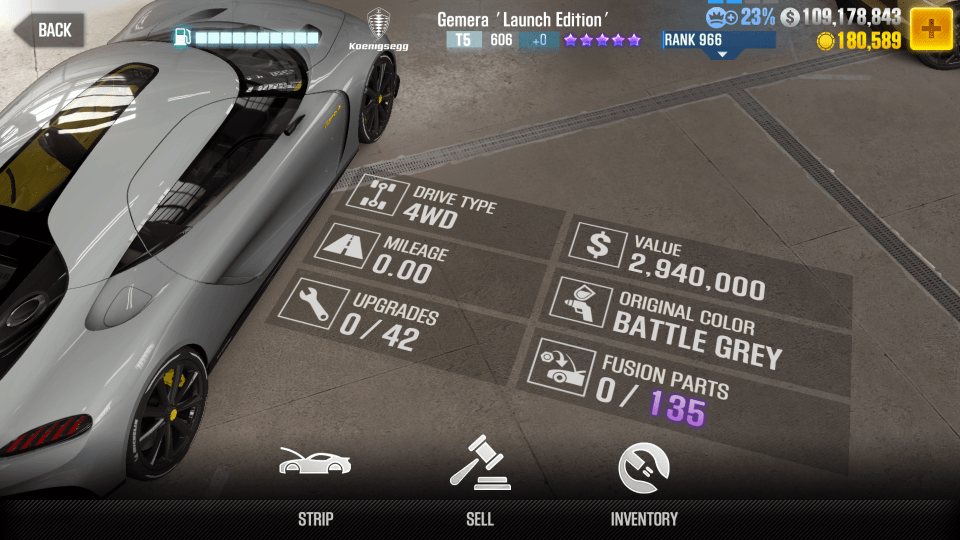 BACK
Koenigsegg
Gemera 'Launch Edition'
T5 606 +0
23% $ 109,178,843
RANK 966 180,589
DRIVE TYPE
4WD
MILEAGE
0.00
UPGRADES
0/42
VALUE
2,940,000
ORIGINAL COLOR
BATTLE GREY
FUSION PARTS
0/135
STRIP
SELL
INVENTORY